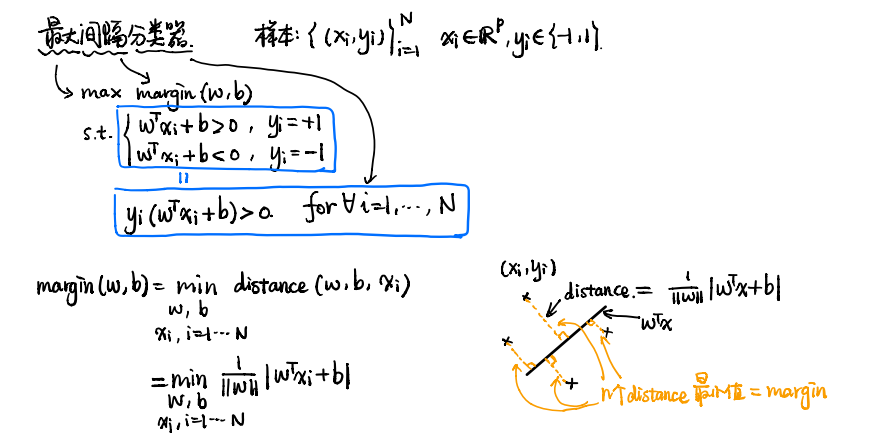 最大间隔分类器. 样本: { (xᵢ,yᵢ) }ᵢ₌₁ᴺ xᵢ∈ℝᵖ, yᵢ∈{-1,1}.
max margin (w,b)
s.t. { wᵀxᵢ+b>0 , yᵢ=+1
wᵀxᵢ+b<0 , yᵢ=-1
=
yᵢ(wᵀxᵢ+b)>0. for ∀i=1,⋯,N
margin(w,b)= min distance(w,b,xᵢ)
w, b
xᵢ, i=1⋯N
=min 1/||w|| |wᵀxᵢ+b|
w, b
xᵢ, i=1⋯N
(xᵢ,yᵢ)
distance.= 1/||w|| |wᵀx+b|
wᵀx
n个distance 最小值=margin